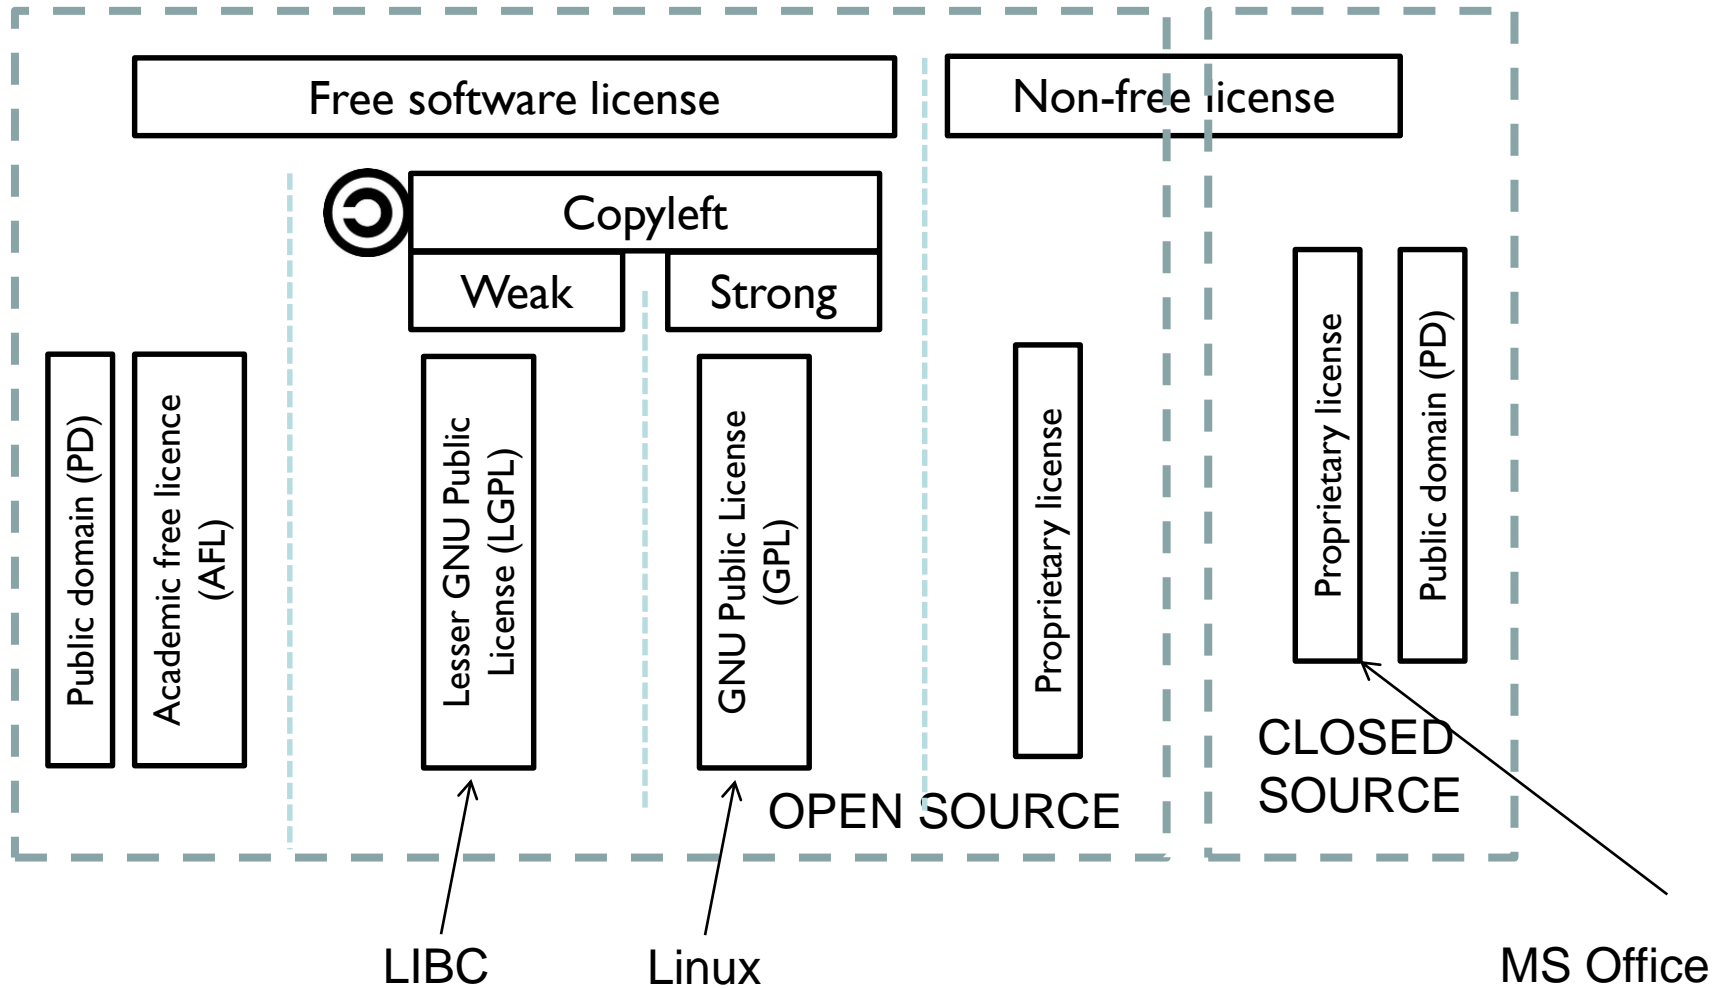 Free software license
Non-free license
Copyleft
Weak
Strong
Public domain (PD)
Academic free licence
(AFL)
Lesser GNU Public
License (LGPL)
GNU Public License
(GPL)
Proprietary license
Proprietary license
Public domain (PD)
OPEN SOURCE
CLOSED
SOURCE
LIBC
Linux
MS Office